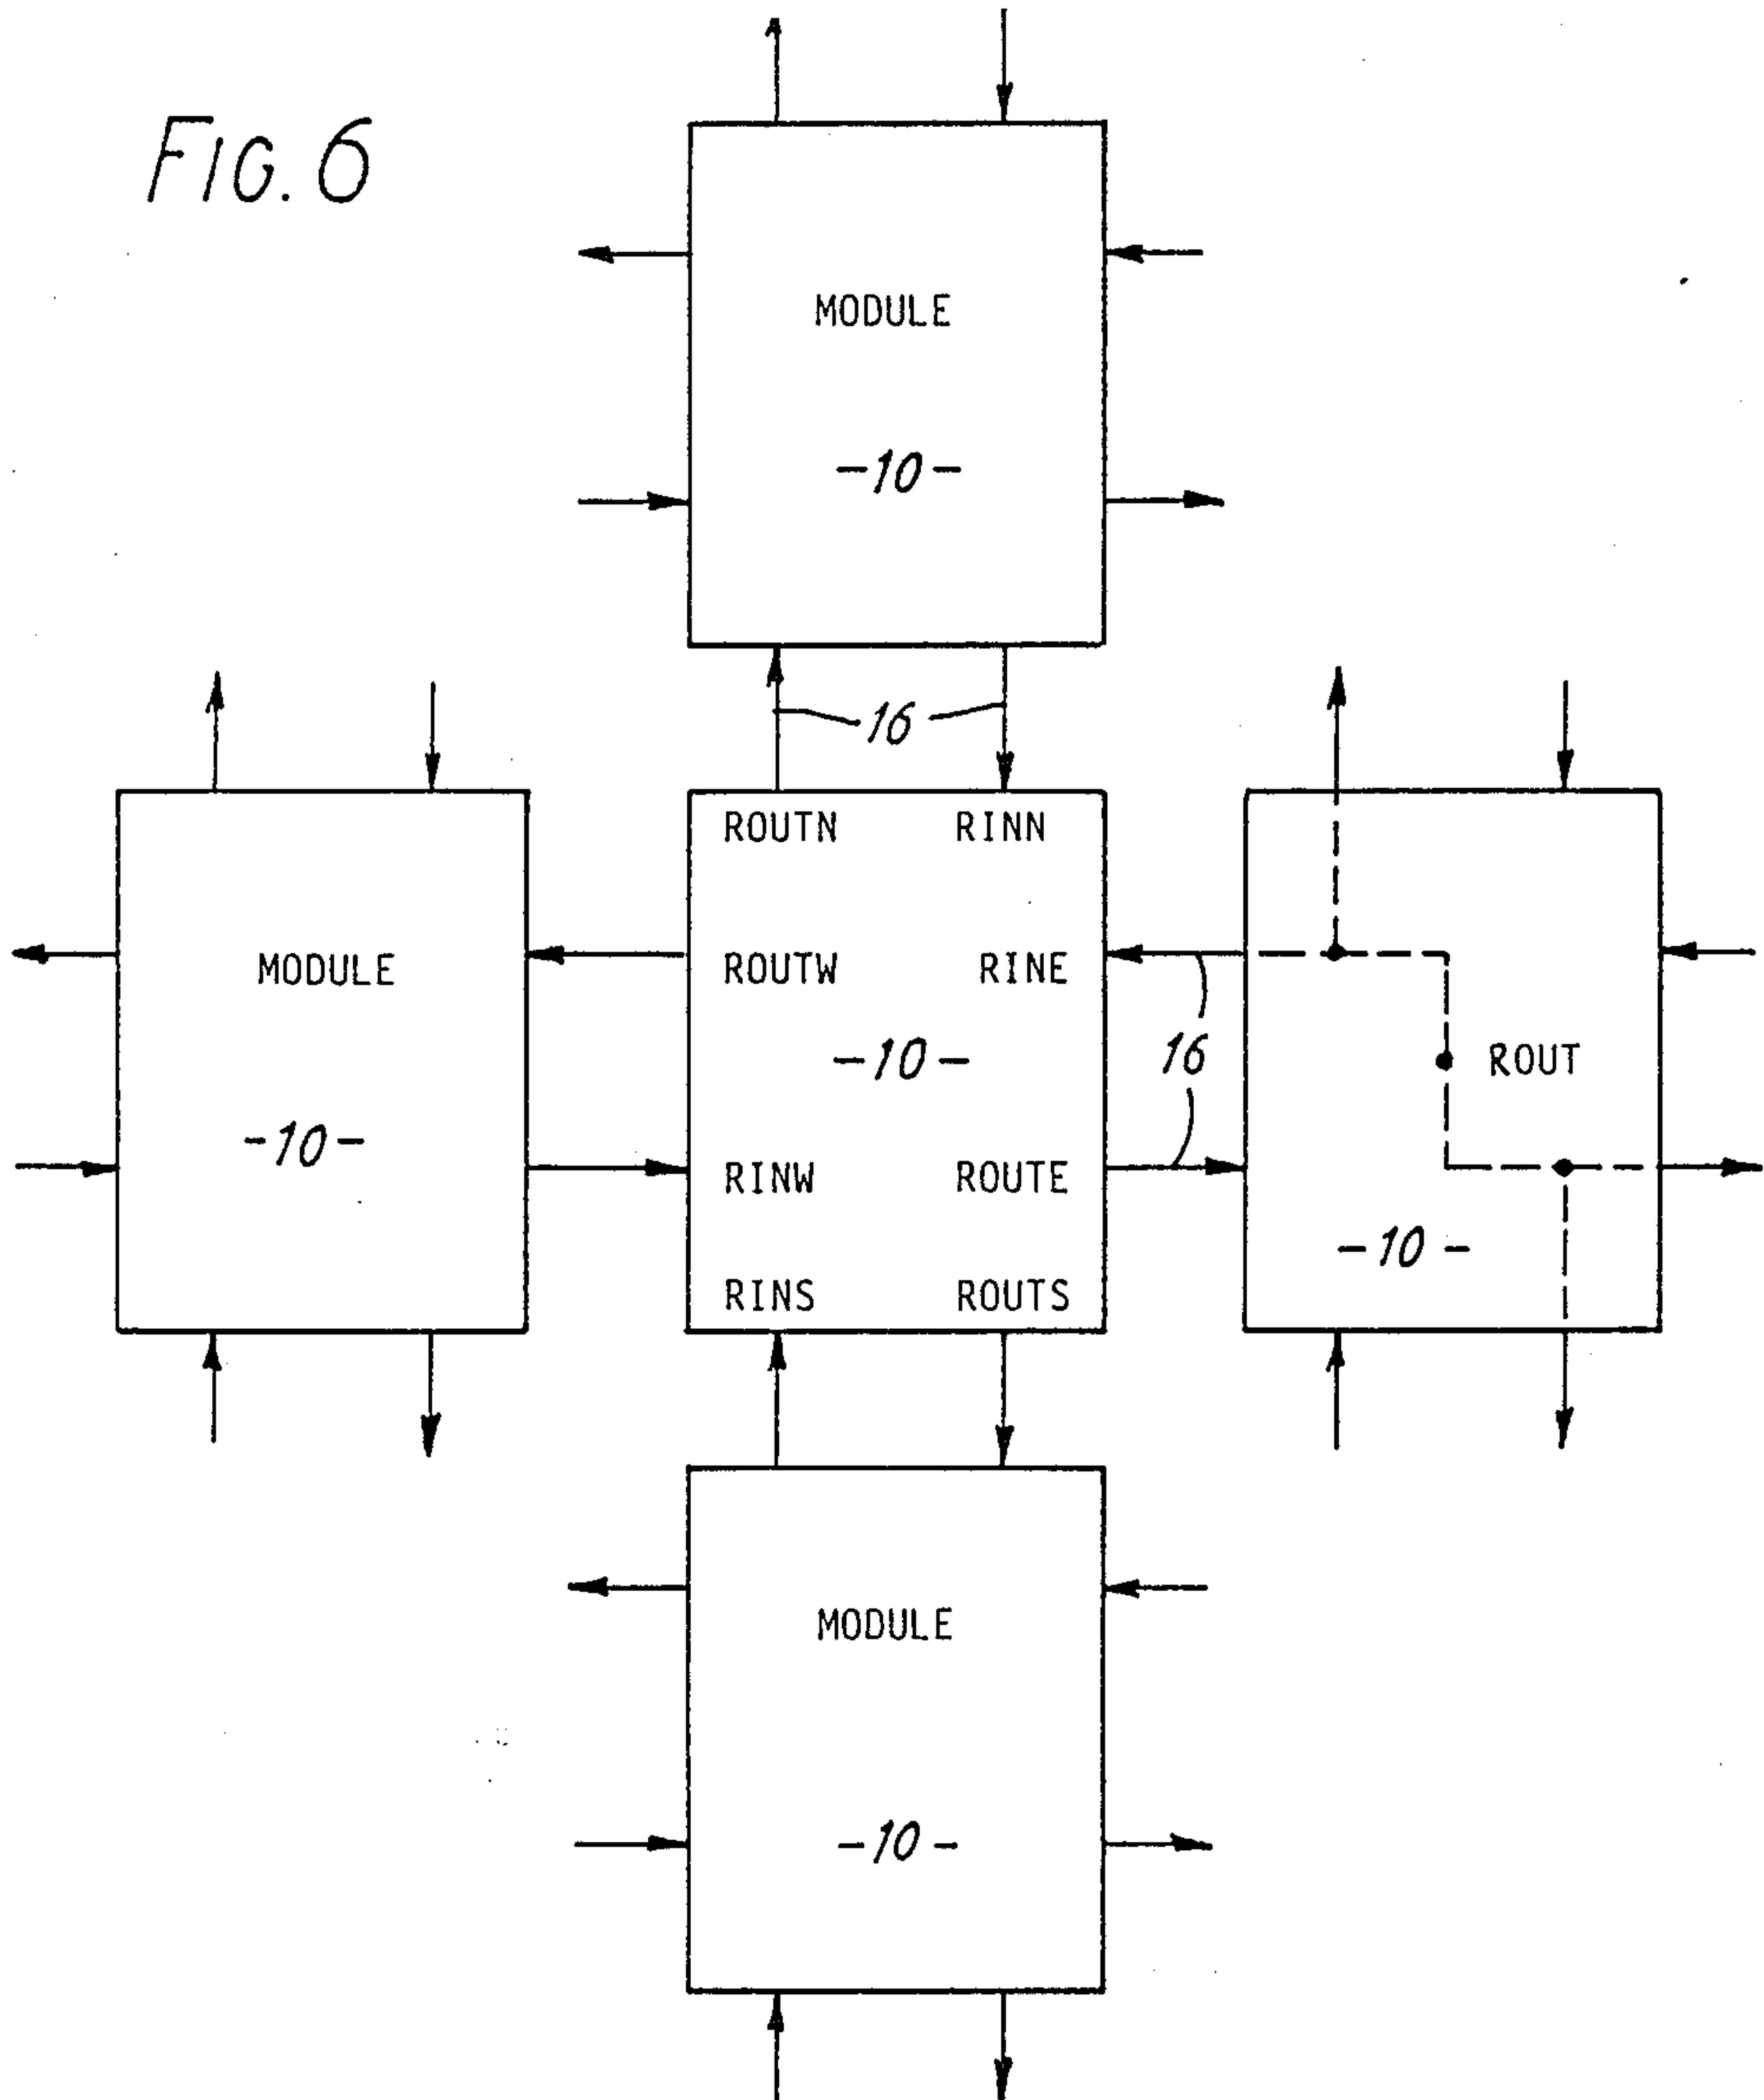 FIG. 6
MODULE
-10-
16
ROUTN RINN
MODULE
ROUTW RINE
-10-
16
ROUT
-10-
RINW ROUTE
-10-
RINS ROUTS
MODULE
-10-